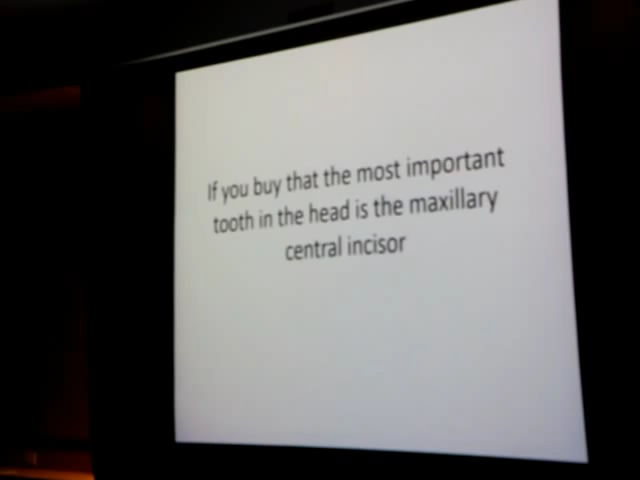 If you buy that the most important
tooth in the head is the maxillary
central incisor